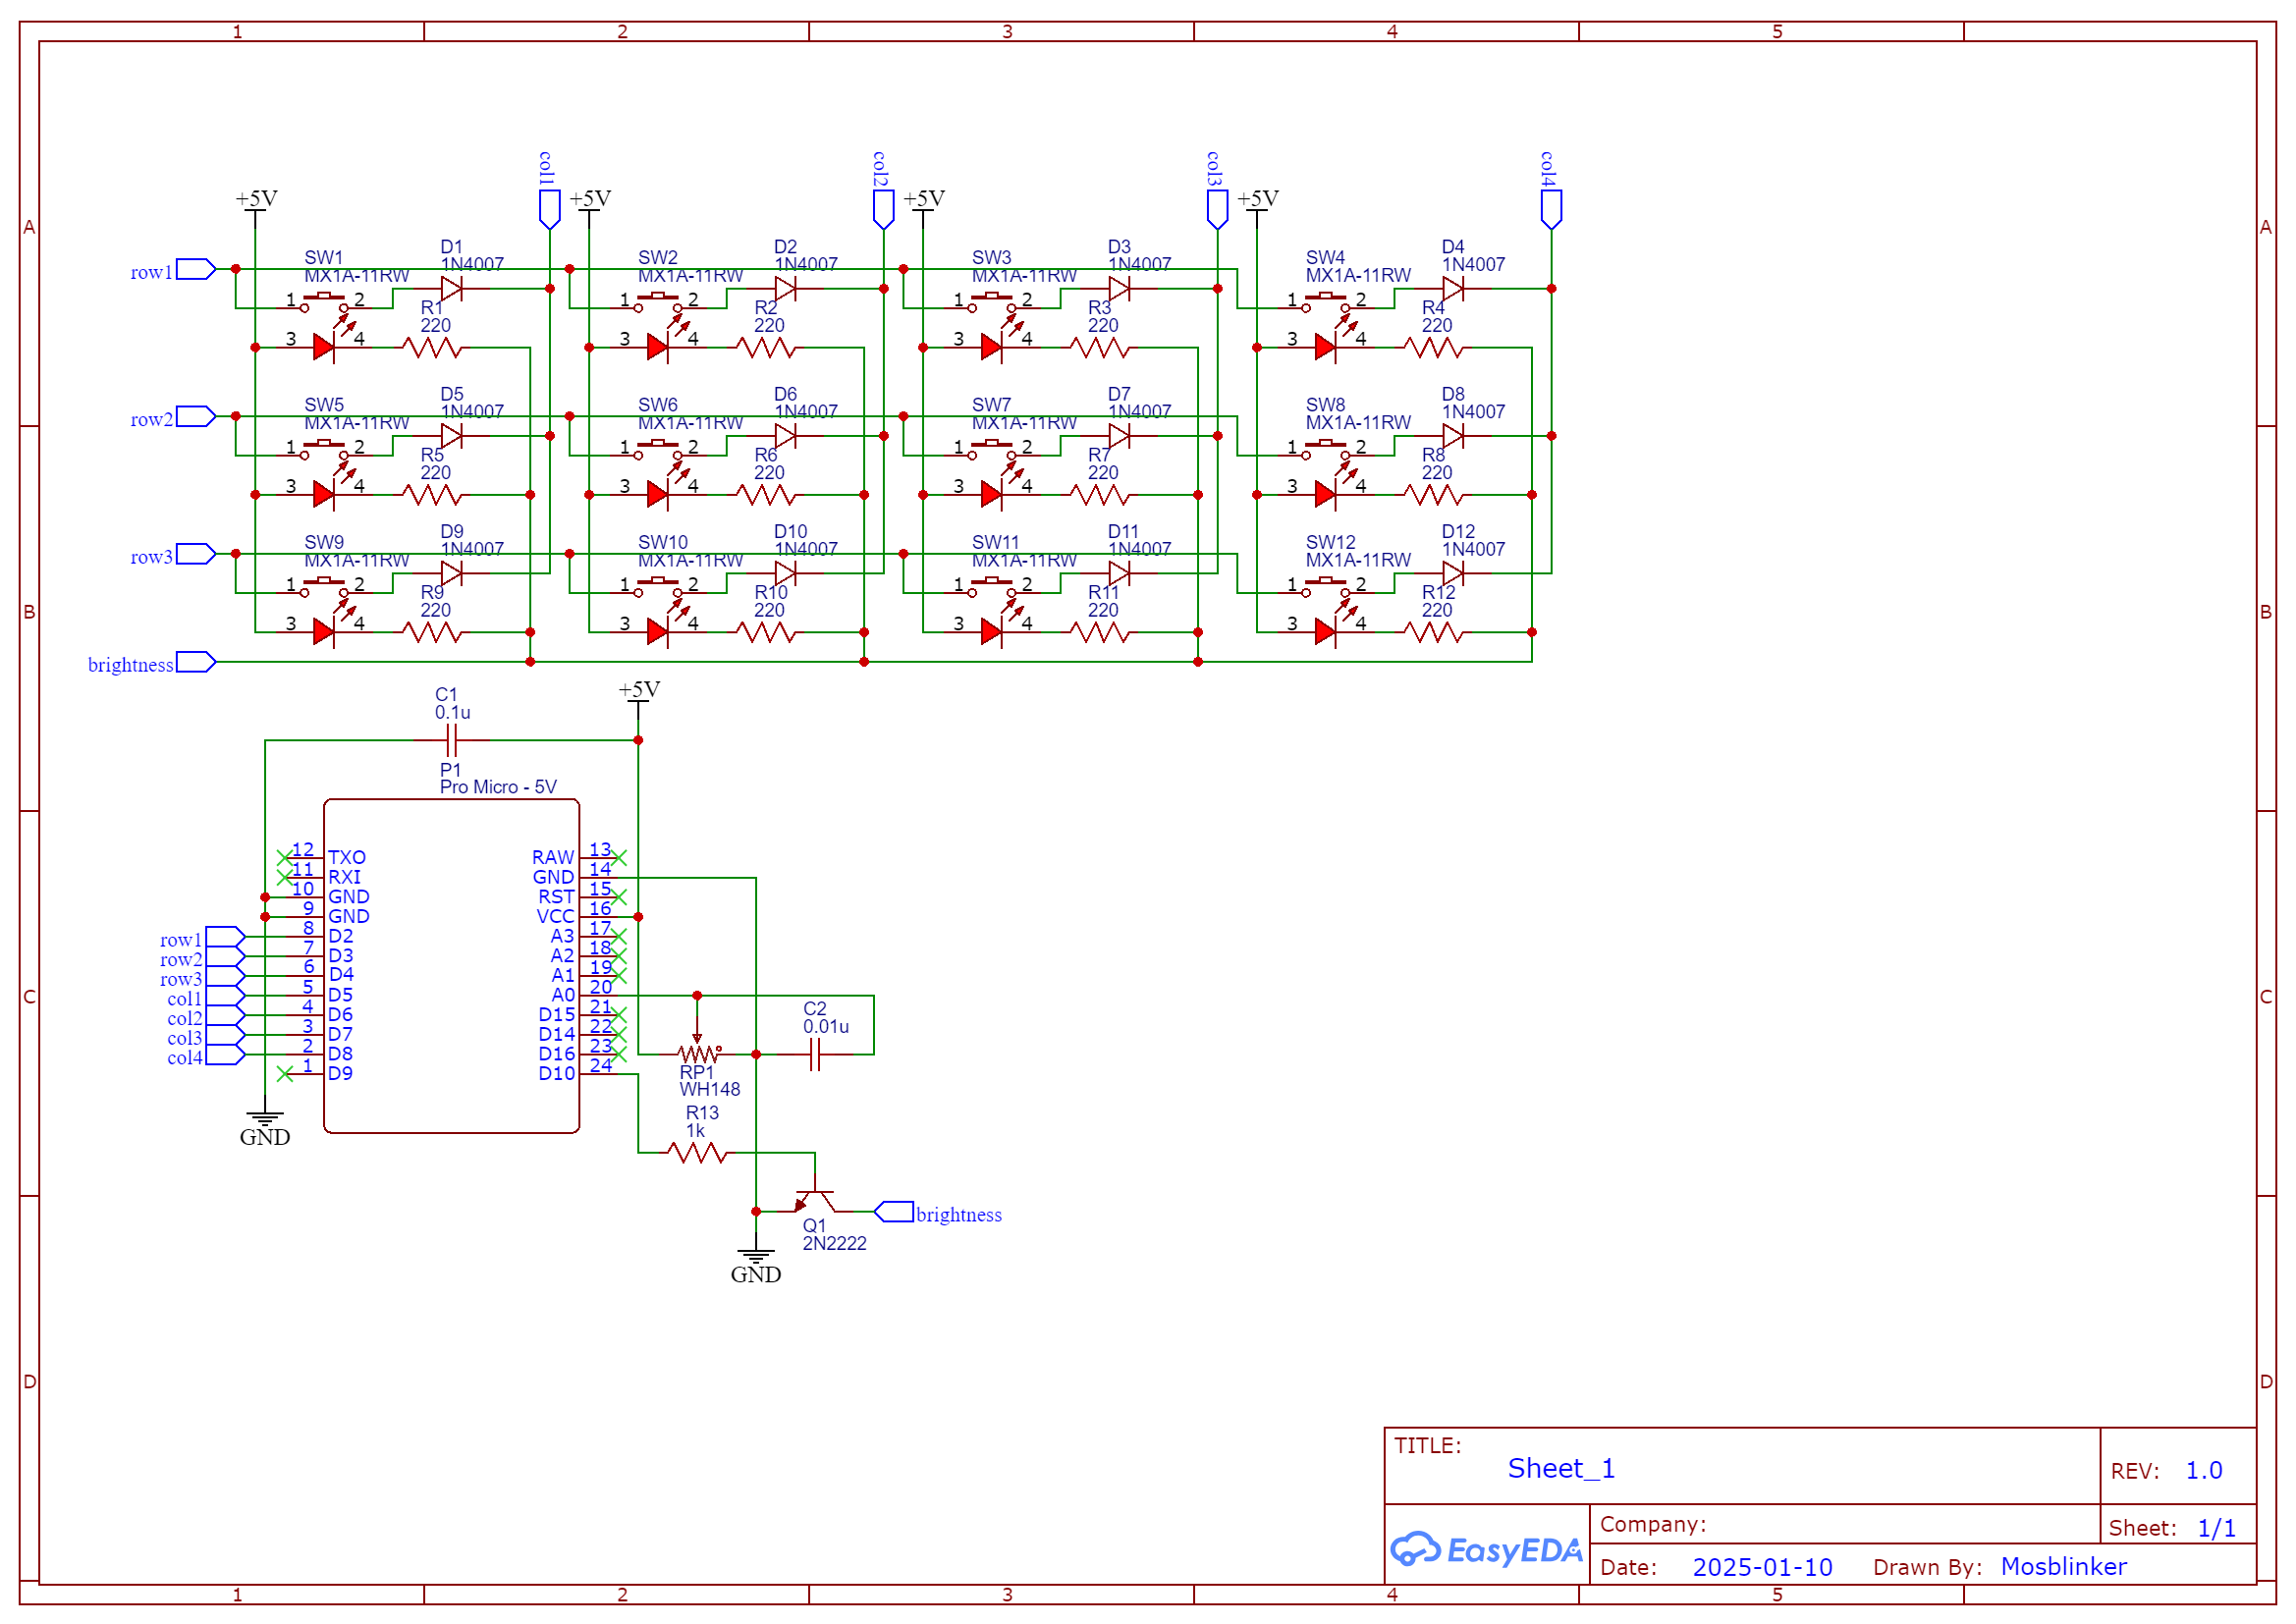 1 2 3 4 5
A A
B B
C C
D D
col1 col2 col3 col4
+5V +5V +5V +5V
row1
SW1 D1 SW2 D2 SW3 D3 SW4 D4
MX1A-11RW 1N4007 MX1A-11RW 1N4007 MX1A-11RW 1N4007 MX1A-11RW 1N4007
1 2 R1 1 2 R2 1 2 R3 1 2 R4
220 220 220 220
3 4 3 4 3 4 3 4
row2
SW5 D5 SW6 D6 SW7 D7 SW8 D8
MX1A-11RW 1N4007 MX1A-11RW 1N4007 MX1A-11RW 1N4007 MX1A-11RW 1N4007
1 2 R5 1 2 R6 1 2 R7 1 2 R8
220 220 220 220
3 4 3 4 3 4 3 4
row3
SW9 D9 SW10 D10 SW11 D11 SW12 D12
MX1A-11RW 1N4007 MX1A-11RW 1N4007 MX1A-11RW 1N4007 MX1A-11RW 1N4007
1 2 R9 1 2 R10 1 2 R11 1 2 R12
220 220 220 220
3 4 3 4 3 4 3 4
brightness
C1
0.1u
+5V
P1
Pro Micro - 5V
12 TXO RAW 13
11 RXI GND 14
10 GND RST 15
9 GND VCC 16
row1 8 D2 A3 17
row2 7 D3 A2 18
row3 6 D4 A1 19
col1 5 D5 A0 20
col2 4 D6 D15 21
col3 3 D7 D14 22
col4 2 D8 D16 23
1 D9 D10 24
GND
C2
0.01u
RP1
WH148
R13
1k
Q1
2N2222
brightness
GND
TITLE:
Sheet_1
REV: 1.0
EasyEDA
Company:
Sheet: 1/1
Date: 2025-01-10 Drawn By: Mosblinker
1 2 3 4 5